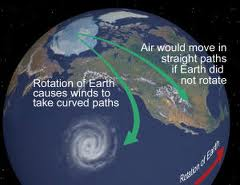 Air would move in
straight paths
if Earth did
not rotate
Rotation of Earth
causes winds to
take curved paths
Rotation of Earth